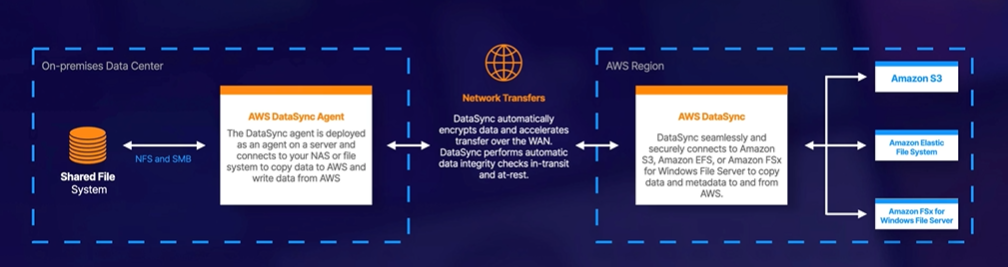 On-premises Data Center
Shared File
System
NFS and SMB
AWS DataSync Agent
The DataSync agent is deployed
as an agent on a server and
connects to your NAS or file
system to copy data to AWS and
write data from AWS
Network Transfers
DataSync automatically
encrypts data and accelerates
transfer over the WAN.
DataSync performs automatic
data integrity checks in-transit
and at-rest.
AWS Region
AWS DataSync
DataSync seamlessly and
securely connects to Amazon
S3, Amazon EFS, or Amazon FSx
for Windows File Server to copy
data and metadata to and from
AWS.
Amazon S3
Amazon Elastic
File System
Amazon FSx for
Windows File Server